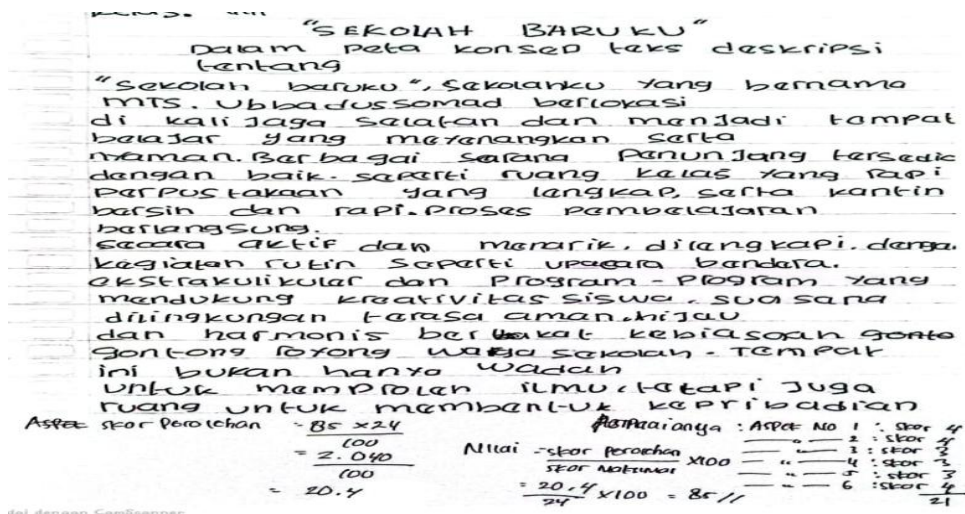 "SEKOLAH BARUKU"
Dalam peta konsep teks deskripsi
tentang
"Sekolah baruku", sekolahku yang bernama
MTS. Ubbadussomad berlokasi
di kali Jaga selatan dan menJadi tempat
belaJar yang menyenangkan serta
nyaman. Berbagai sarana PenunJang tersedia
dengan baik. seperti ruang kelas yang rapi
perpustakaan yang lengkap, serta kantin
bersih dan rapi. Proses pembelajaran
berlangsung.
secara aktif dan menarik. dilengkapi. denga.
kegiatan rutin seperti upacara bendera.
ekstrakulikuler dan Program-Program yang
mendukung kreativitas siswa. suasana
dilingkungan terasa aman.hijau
dan harmonis berkat kebiasaan
gontong royong warga sekolah. Tempat
ini bukan hanya wadah
untuk memproleh ilmu, tetapi Juga
ruang untuk membentuk kepribadian
Aspek skor Perolehan = 85 x 24
100
= 2.040
100
= 20.4
Nilai = skor perolehan x100
skor Maksimal
= 20.4 x100 = 85 //
24
: Aspek No 1 : skor 4
— " — 2 : skor 4
— " — 3 : skor 3
— " — 4 : skor 3
— " — 5 : skor 3
— " — 6 : skor 4
21